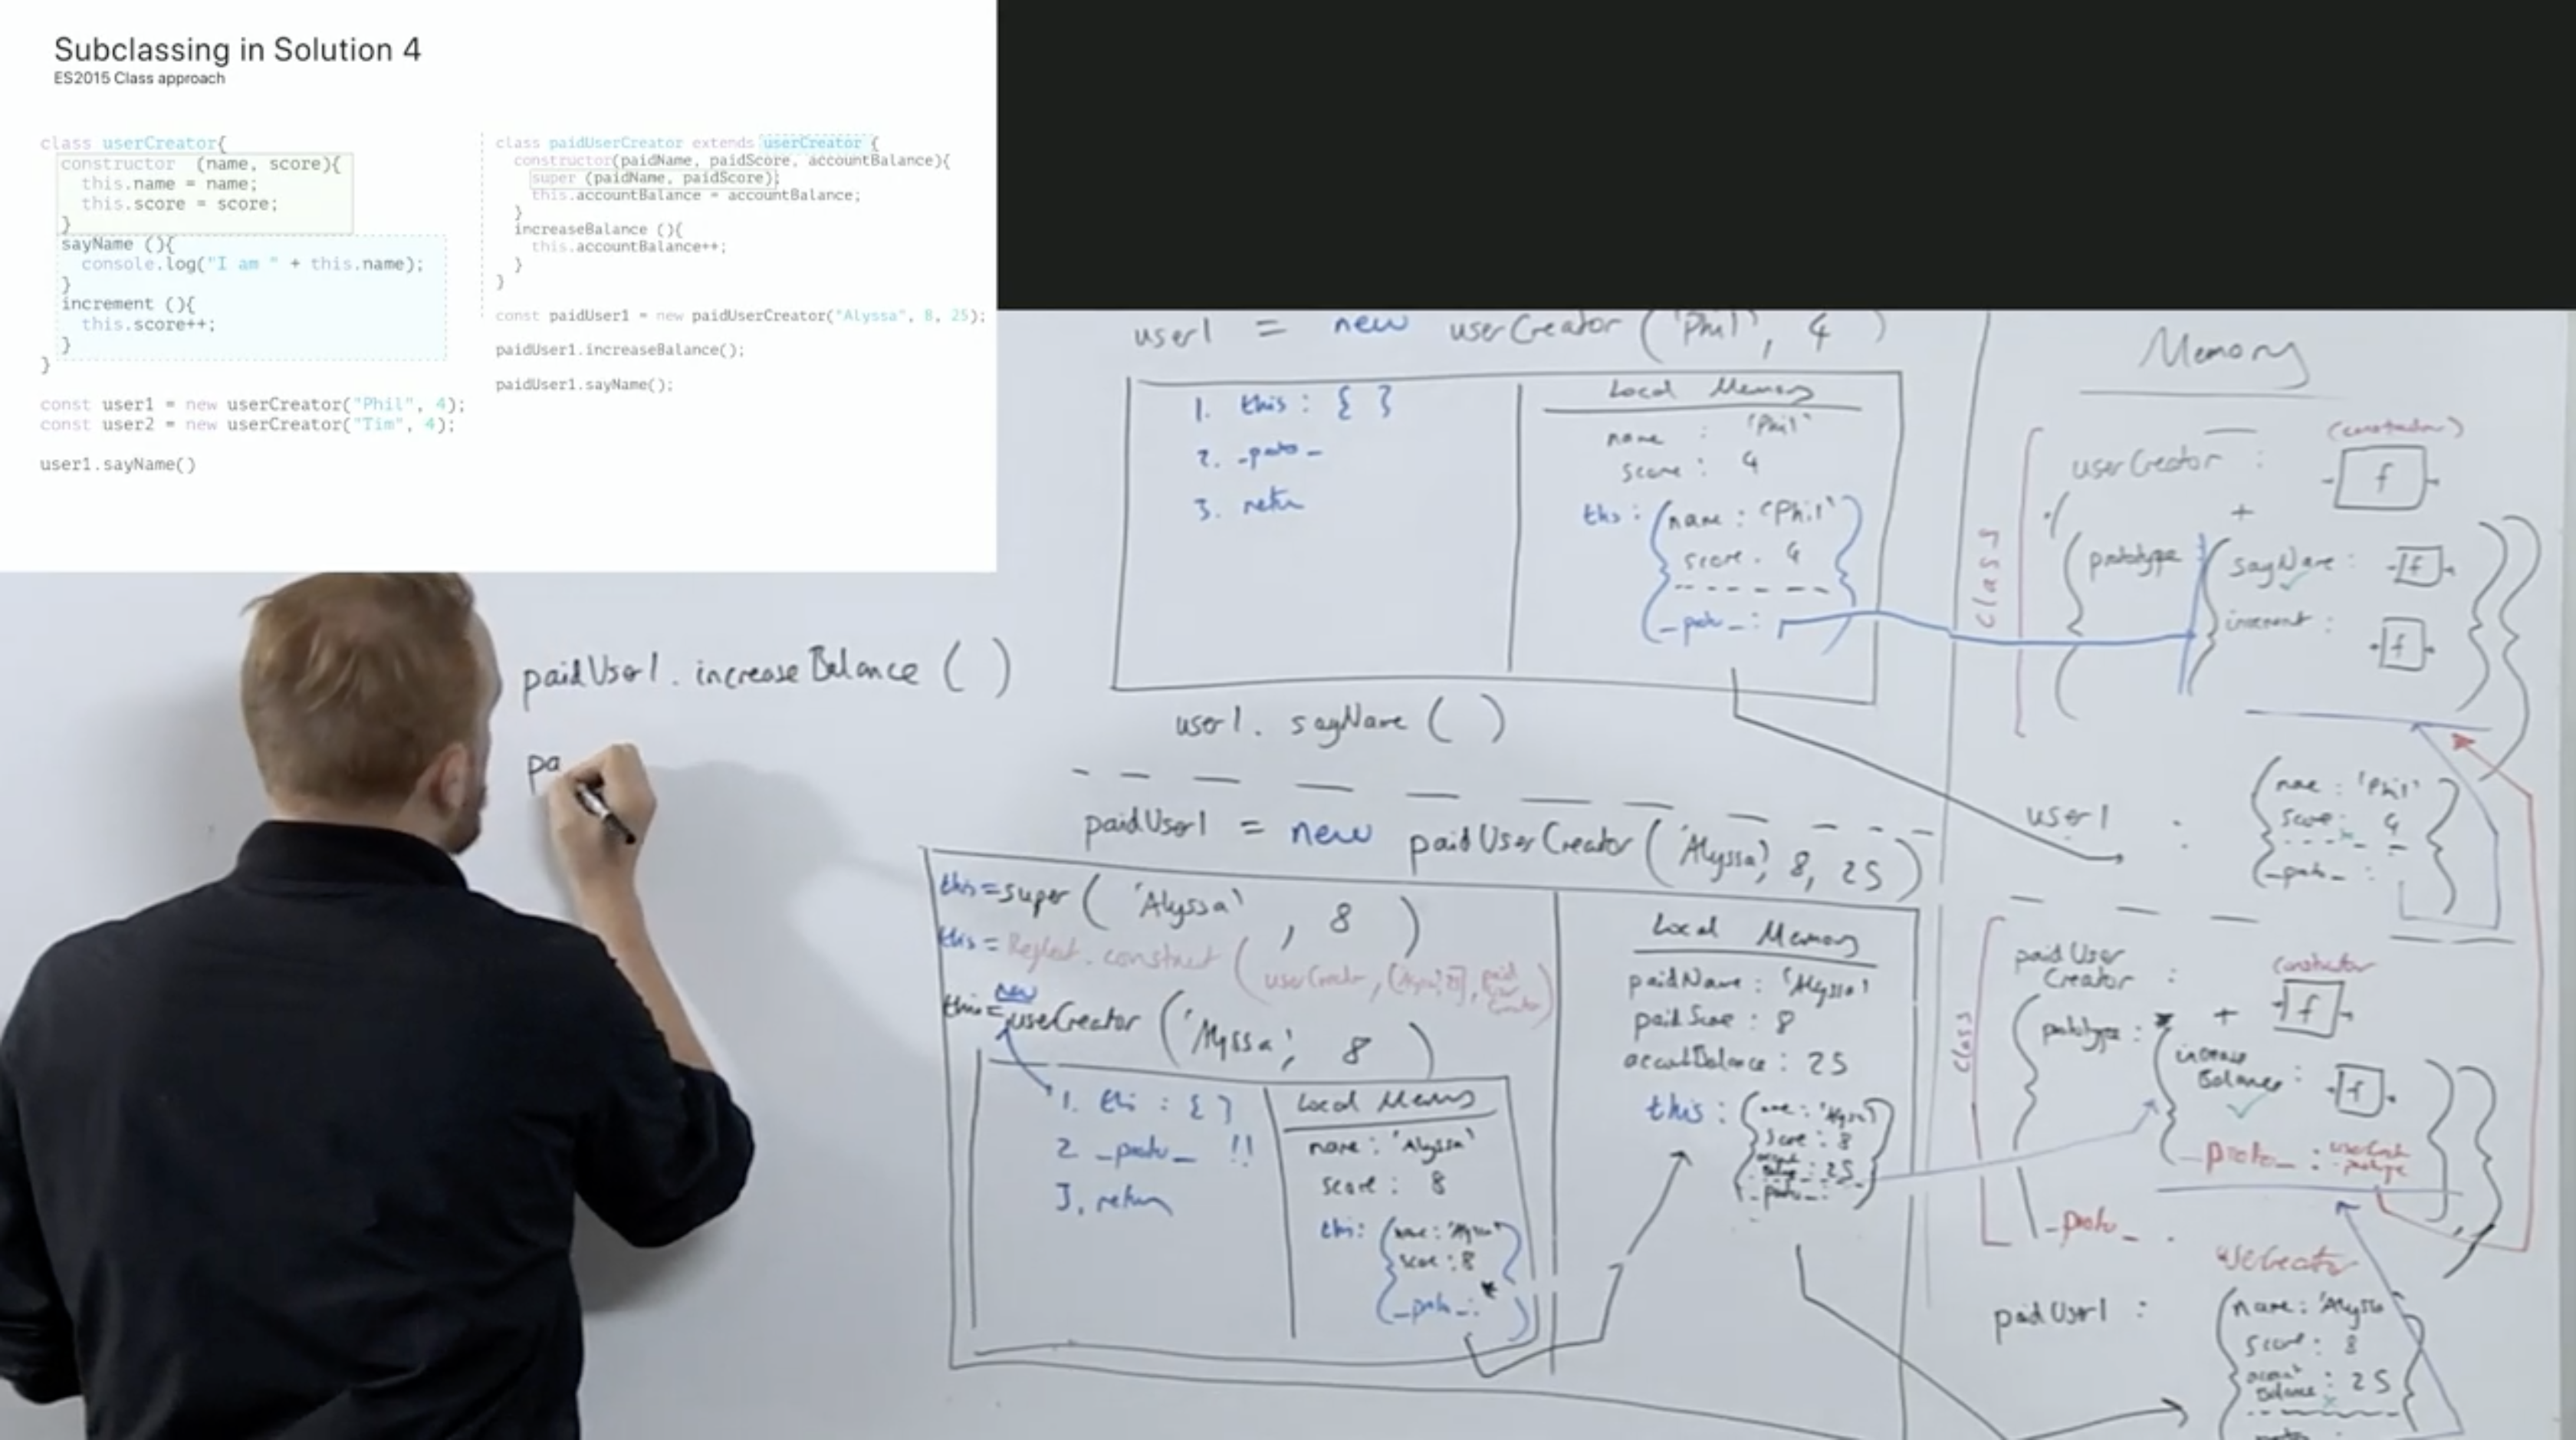 Subclassing in Solution 4
ES2015 Class approach
class userCreator{
constructor (name, score){
this.name = name;
this.score = score;
}
sayName (){
console.log("I am " + this.name);
}
increment (){
this.score++;
}
}
const user1 = new userCreator("Phil", 4);
const user2 = new userCreator("Tim", 4);
user1.sayName()
class paidUserCreator extends userCreator {
constructor(paidName, paidScore, accountBalance){
super (paidName, paidScore);
this.accountBalance = accountBalance;
}
increaseBalance (){
this.accountBalance++;
}
}
const paidUser1 = new paidUserCreator("Alyssa", 8, 25);
paidUser1.increaseBalance();
paidUser1.sayName();
paidUser1. increaseBalance ( )
pa
user1 = new userCreator ('Phil', 4 )
1. this : { }
2. _proto_
3. return
Local Memory
name : 'Phil'
score : 4
this : { name : 'Phil'
score : 4
_proto_ :
user1. sayName ( )
paidUser1 = new paidUserCreator ('Alyssa', 8, 25 )
this = super ( 'Alyssa' , 8 )
this = Reflect.construct ( userCreator,
new
this = userCreator ('Alyssa', 8 )
1. this : { }
2 _proto_ !!
3. return
Local Memory
name : 'Alyssa'
score : 8
this: { name : 'Alyssa'
score : 8
_proto_ : *
}
Local Memory
paidName : 'Alyssa'
paidScore : 8
accountBalance : 25
this : { name : 'Alyssa'
score : 8
: 25
_proto_ :
Memory
class
(constructor)
userCreator : f
+
{ prototype { sayName : f
increment : f
user1 : { name : 'Phil'
score : 4
_proto_ :
}
class
paidUser
Creator :
constructor
f
+
{ prototype : * { increase
Balance : f
_proto_ :
_proto_ :
userCreator
paidUser1 : { name : 'Alyssa
score : 8
account
Balance : 25